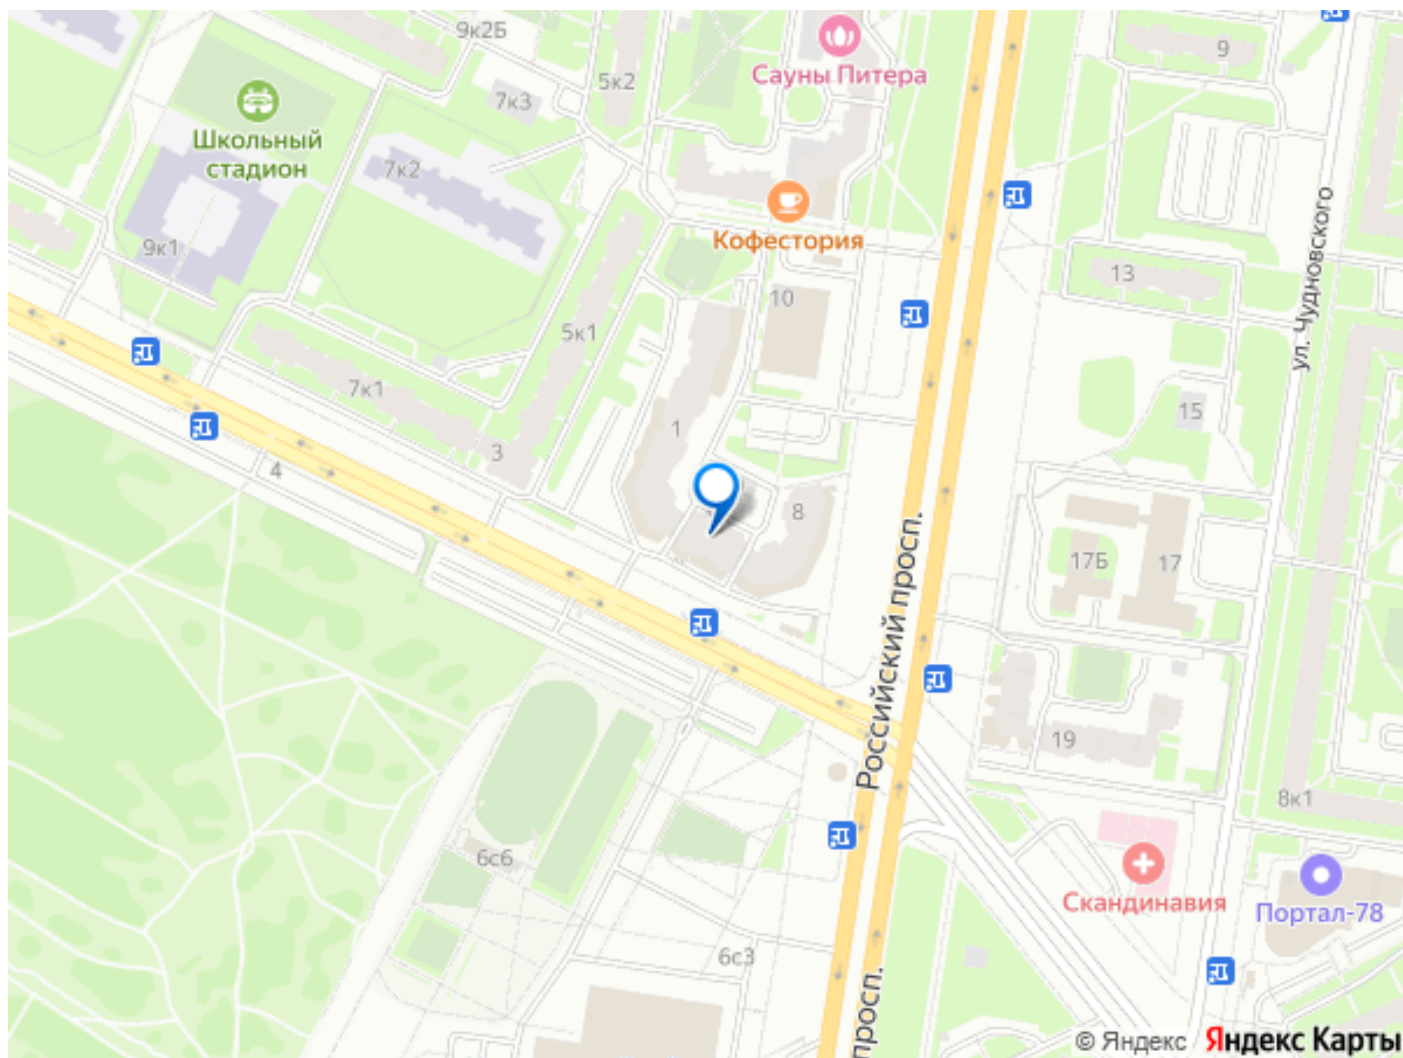 9к2Б
9
Сауны Питера
5к2
7к3
Школьный
стадион
7к2
Кофестория
9к1
13
10
ул. Чудновского
5к1
7к1
15
1
3
4
8
Российский просп.
17Б
17
19
8к1
6с6
Скандинавия
Портал-78
6с3
просп.
© Яндекс Яндекс Карты